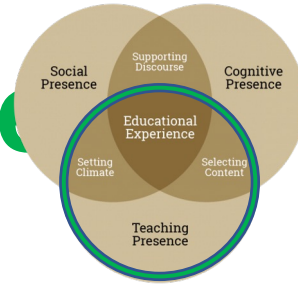 Supporting
Discourse
Social
Presence
Cognitive
Presence
Educational
Experience
Setting
Climate
Selecting
Content
Teaching
Presence